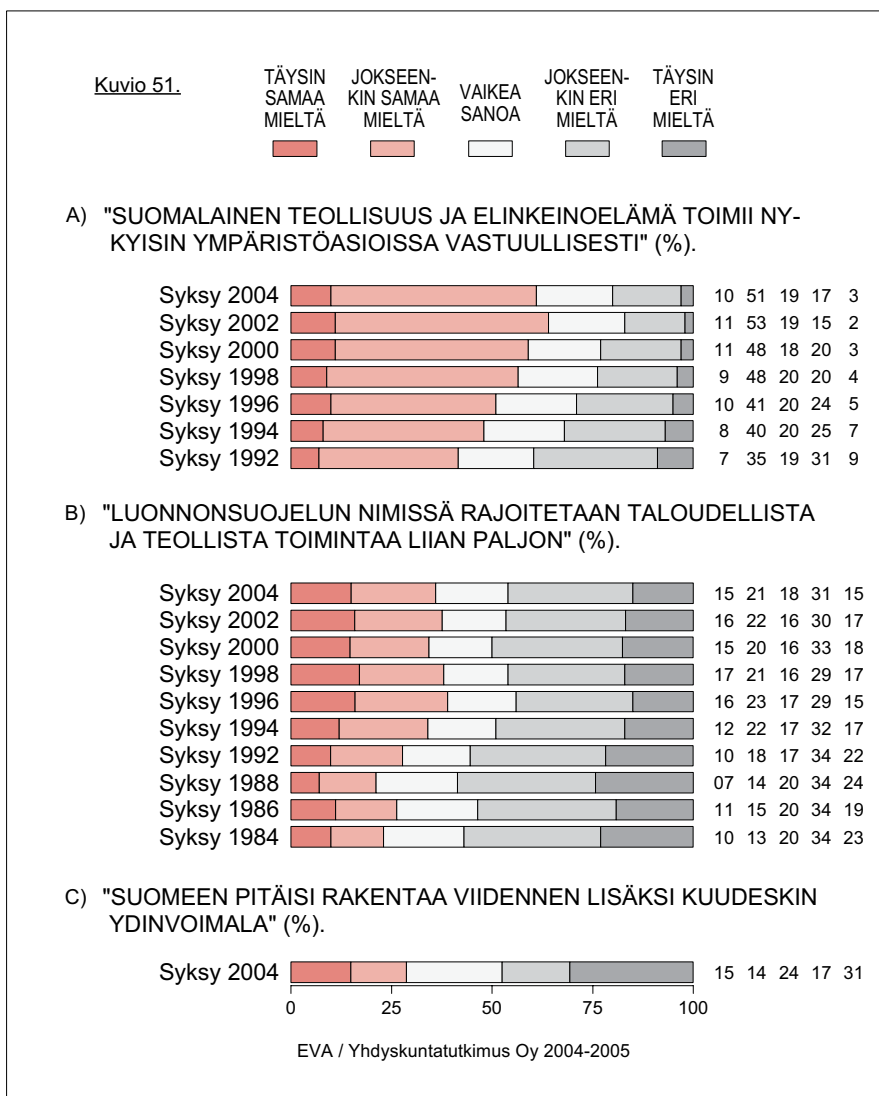 Kuvio 51.
TÄYSIN SAMAA MIELTÄ
JOKSEEN-KIN SAMAA MIELTÄ
VAIKEA SANOA
JOKSEEN-KIN ERI MIELTÄ
TÄYSIN ERI MIELTÄ
A) "SUOMALAINEN TEOLLISUUS JA ELINKEINOELÄMÄ TOIMII NY-
KYISIN YMPÄRISTÖASIOISSA VASTUULLISESTI" (%).
Syksy 2004 10 51 19 17 3
Syksy 2002 11 53 19 15 2
Syksy 2000 11 48 18 20 3
Syksy 1998 9 48 20 20 4
Syksy 1996 10 41 20 24 5
Syksy 1994 8 40 20 25 7
Syksy 1992 7 35 19 31 9
B) "LUONNONSUOJELUN NIMISSÄ RAJOITETAAN TALOUDELLISTA
JA TEOLLISTA TOIMINTAA LIIAN PALJON" (%).
Syksy 2004 15 21 18 31 15
Syksy 2002 16 22 16 30 17
Syksy 2000 15 20 16 33 18
Syksy 1998 17 21 16 29 17
Syksy 1996 16 23 17 29 15
Syksy 1994 12 22 17 32 17
Syksy 1992 10 18 17 34 22
Syksy 1988 07 14 20 34 24
Syksy 1986 11 15 20 34 19
Syksy 1984 10 13 20 34 23
C) "SUOMEEN PITÄISI RAKENTAA VIIDENNEN LISÄKSI KUUDESKIN
YDINVOIMALA" (%).
Syksy 2004 15 14 24 17 31
0 25 50 75 100
EVA / Yhdyskuntatutkimus Oy 2004-2005